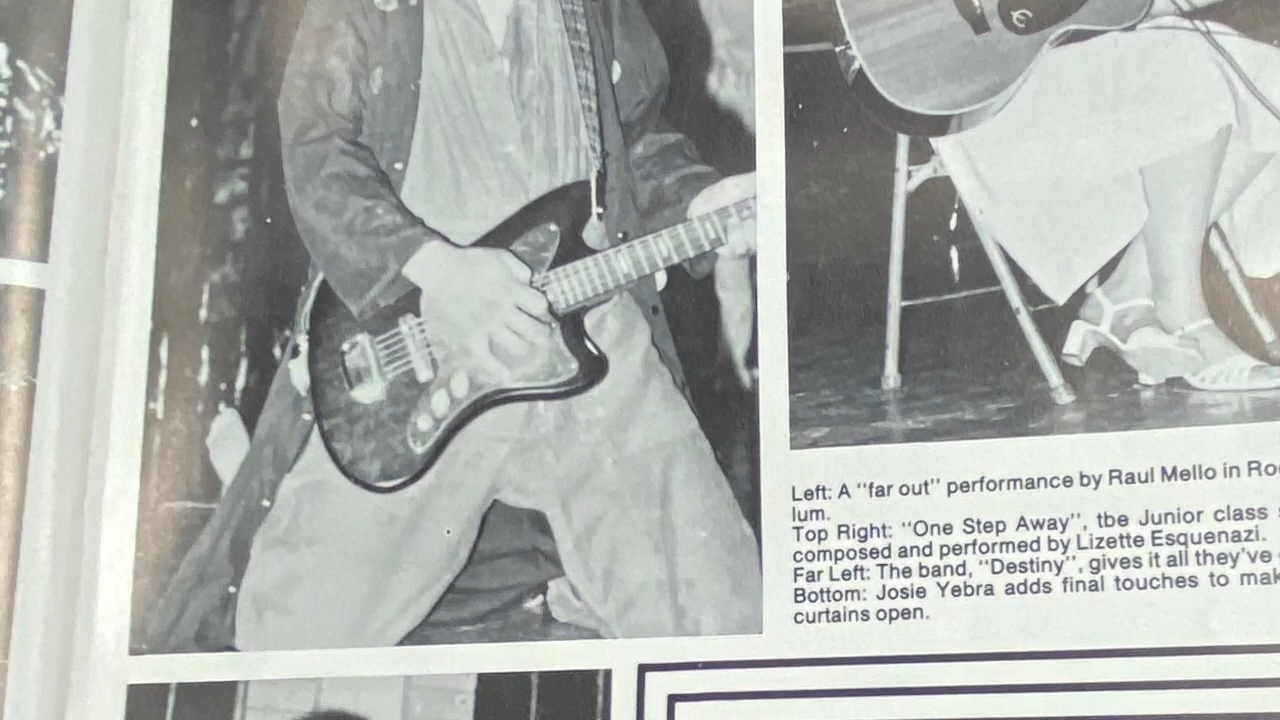 Left: A "far out" performance by Raul Mello in
lum.
Top Right: "One Step Away", tbe Junior class
composed and performed by Lizette Esquenazi.
Far Left: The band, "Destiny", gives it all they've
Bottom: Josie Yebra adds final touches to
curtains open.